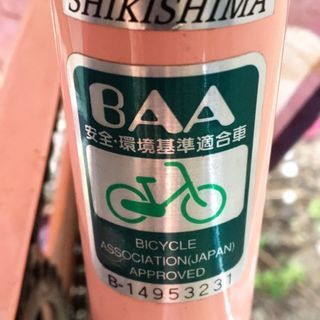 SHIKISHIMA
BAA
安全･環境基準適合車
BICYCLE
ASSOCIATION(JAPAN)
APPROVED
B-14953231